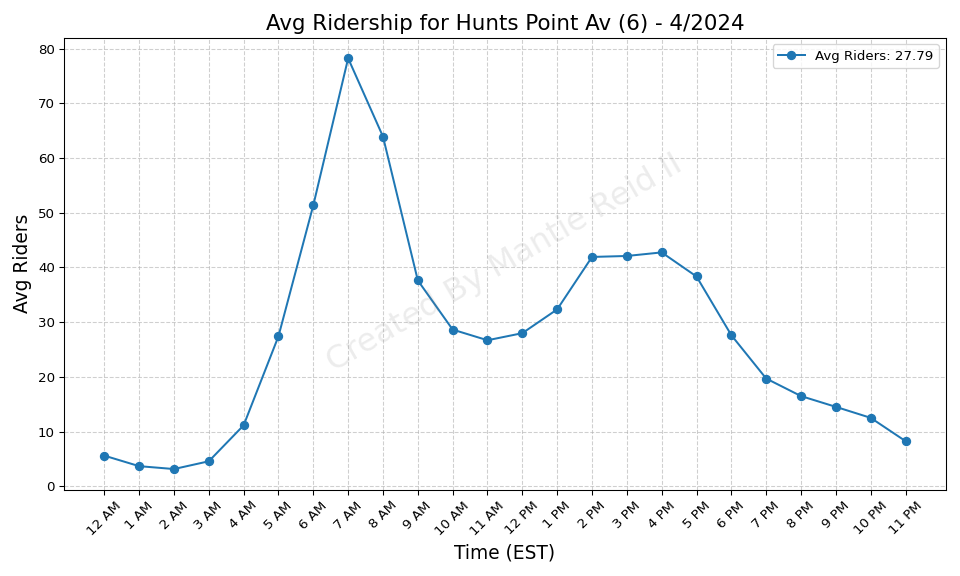 Avg Ridership for Hunts Point Av (6) - 4/2024
Avg Riders: 27.79
Avg Riders
80
70
60
50
40
30
20
10
0
Created By Mantle Reid II
12 AM
1 AM
2 AM
3 AM
4 AM
5 AM
6 AM
7 AM
8 AM
9 AM
10 AM
11 AM
12 PM
1 PM
2 PM
3 PM
4 PM
5 PM
6 PM
7 PM
8 PM
9 PM
10 PM
11 PM
Time (EST)